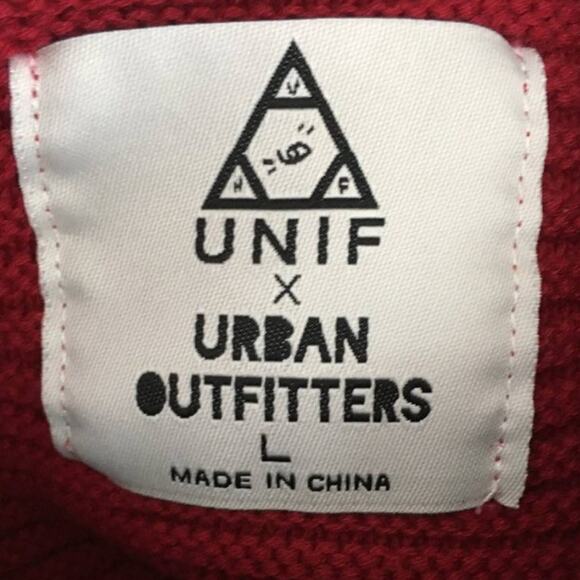 U
N F
UNIF
X
URBAN
OUTFITTERS
L
MADE IN CHINA